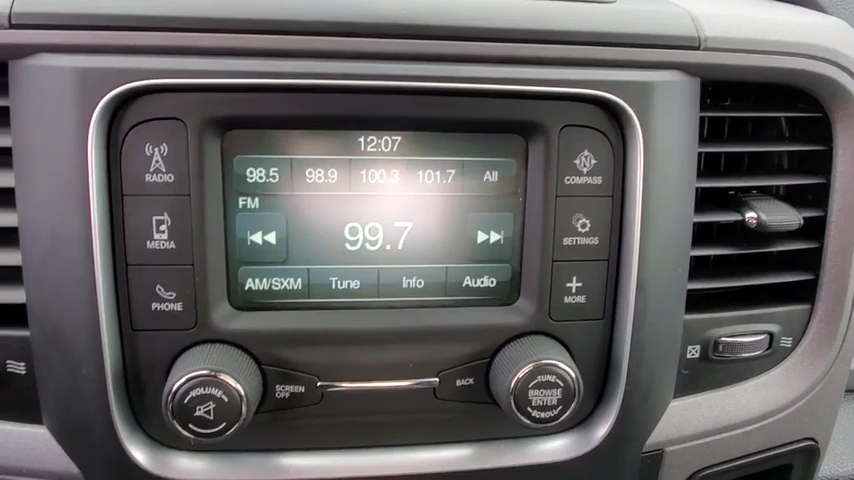 12:07
RADIO
98.5 98.9 100.3 101.7 All
N
COMPASS
FM
MEDIA
99.7
SETTINGS
AM/SXM Tune Info Audio
PHONE
MORE
VOLUME
SCREEN
OFF
BACK
TUNE
BROWSE
ENTER
SCROLL